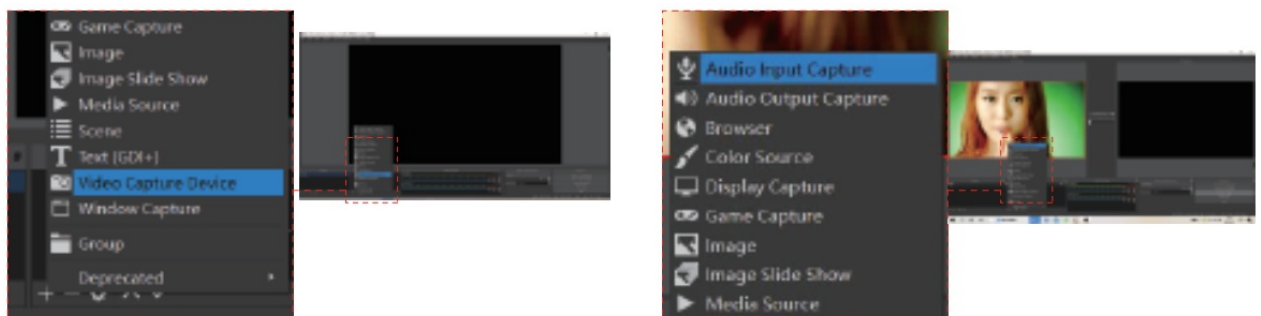 Game Capture
Image
Image Slide Show
Media Source
Scene
Text (GDI+)
Video Capture Device
Window Capture
Group
Deprecated
Audio Input Capture
Audio Output Capture
Browser
Color Source
Display Capture
Game Capture
Image
Image Slide Show
Media Source